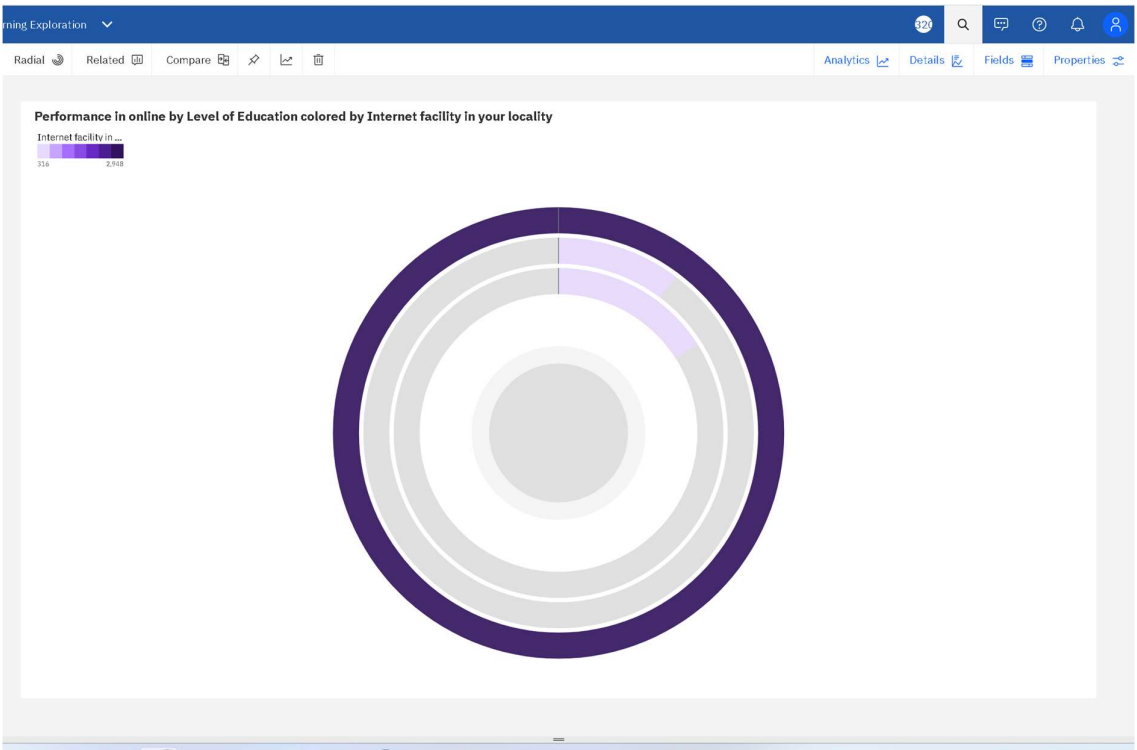 rning Exploration
320
Radial Related Compare Analytics Details Fields Properties
Performance in online by Level of Education colored by Internet facility in your locality
Internet facility in ...
316 2,948